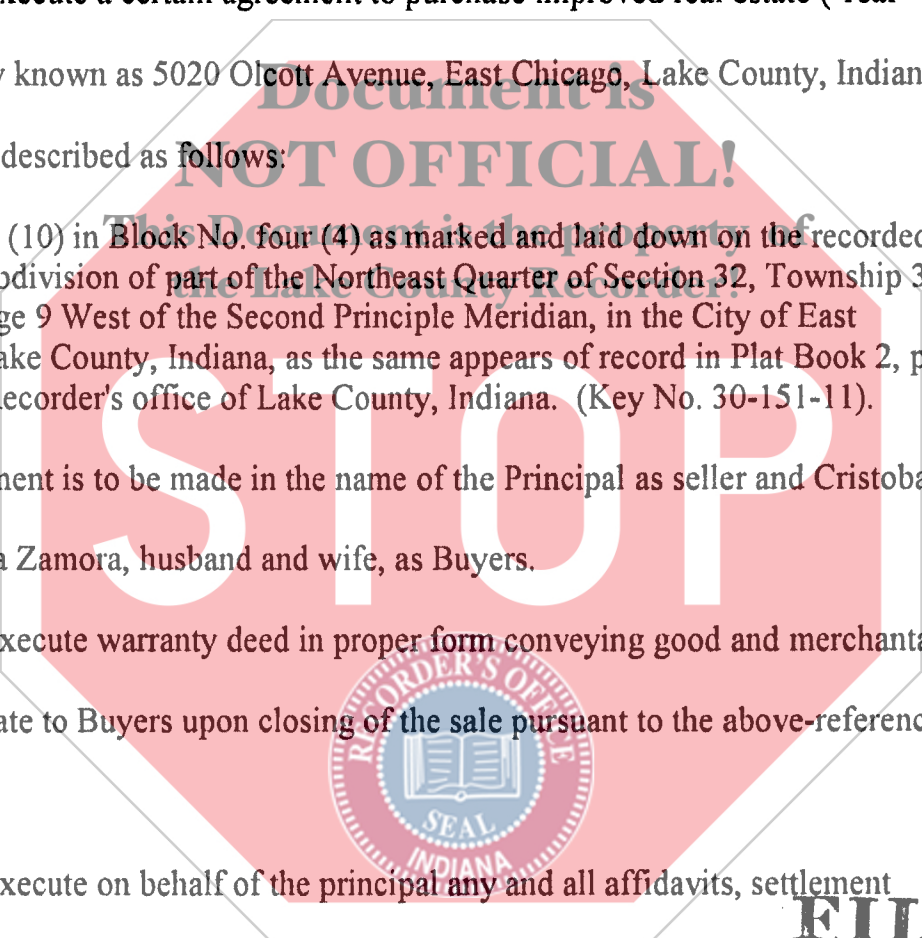 xecute a certain agreement to purchase improved real estate ("real
y known as 5020 Olcott Avenue, East Chicago, Lake County, Indian
Document is
described as follows:
NOT OFFICIAL!
(10) in Block No. four (4) as marked and laid down on the recorded
This Document is the property of
bdivision of part of the Northeast Quarter of Section 32, Township 3
the Lake County Recorder!
ge 9 West of the Second Principle Meridian, in the City of East
ake County, Indiana, as the same appears of record in Plat Book 2, p
Recorder's office of Lake County, Indiana. (Key No. 30-151-11).
STOP
ment is to be made in the name of the Principal as seller and Cristoba
a Zamora, husband and wife, as Buyers.
xecute warranty deed in proper form conveying good and merchanta
RECORDER'S OFFICE
ate to Buyers upon closing of the sale pursuant to the above-referenc
SEAL
INDIANA
xecute on behalf of the principal any and all affidavits, settlement
FIL